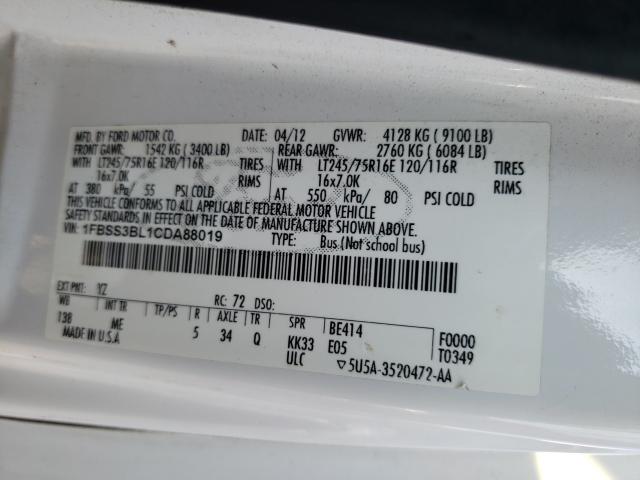 MFD. BY FORD MOTOR CO. DATE: 04/12 GVWR: 4128 KG ( 9100 LB)
FRONT GAWR: 1542 KG ( 3400 LB) REAR GAWR: 2760 KG ( 6084 LB)
WITH LT245/75R16E 120/116R TIRES WITH LT245/75R16E 120/116R TIRES
16x7.0K RIMS 16x7.0K RIMS
AT 380 kPa/ 55 PSI COLD AT 550 kPa/ 80 PSI COLD
THIS VEHICLE CONFORMS TO ALL APPLICABLE FEDERAL MOTOR VEHICLE
SAFETY STANDARDS IN EFFECT ON THE DATE OF MANUFACTURE SHOWN ABOVE.
VIN: 1FBSS3BL1CDA88019
TYPE: Bus (Not school bus)
EXT PNT: YZ RC: 72 DSO:
WB INT TR TP/PS R AXLE TR SPR BE414 F0000
138 ME 5 34 Q KK33 E05 T0349
MADE IN U.S.A ULC ▽5U5A-3520472-AA